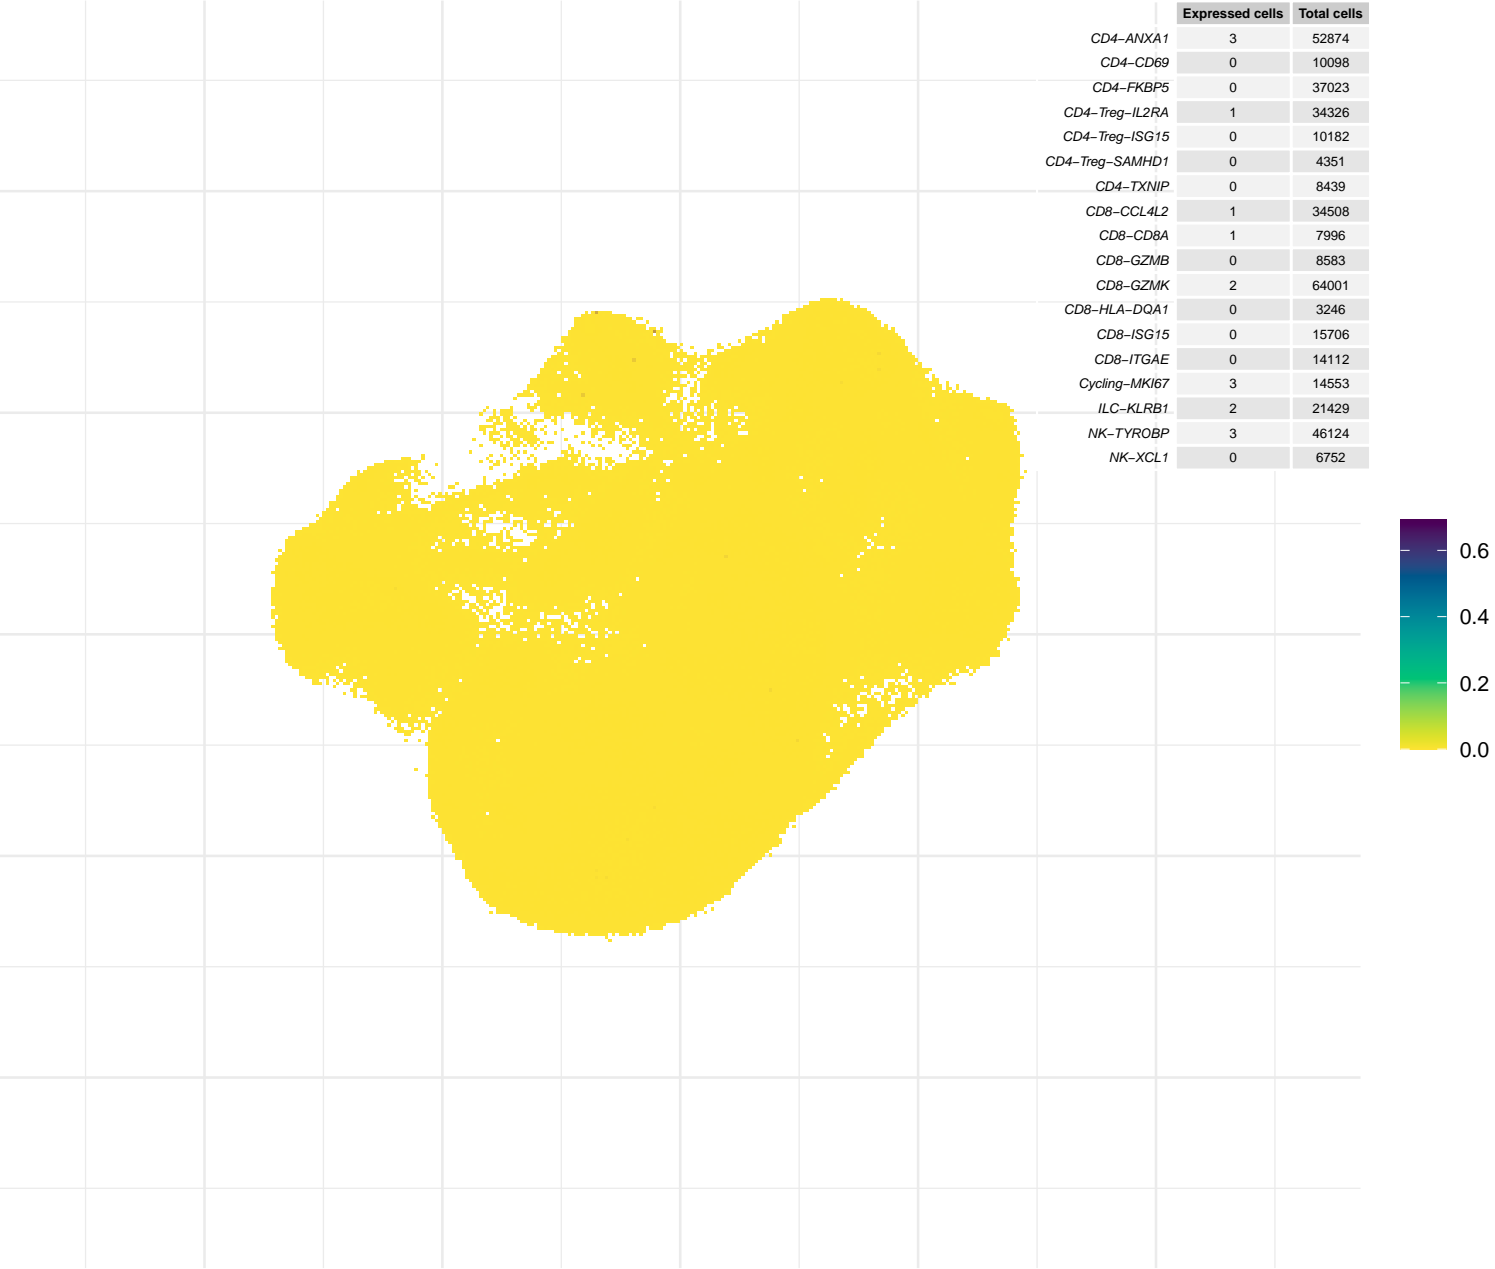 Expressed cells Total cells
CD4−ANXA1 3 52874
CD4−CD69 0 10098
CD4−FKBP5 0 37023
CD4−Treg−IL2RA 1 34326
CD4−Treg−ISG15 0 10182
CD4−Treg−SAMHD1 0 4351
CD4−TXNIP 0 8439
CD8−CCL4L2 1 34508
CD8−CD8A 1 7996
CD8−GZMB 0 8583
CD8−GZMK 2 64001
CD8−HLA−DQA1 0 3246
CD8−ISG15 0 15706
CD8−ITGAE 0 14112
Cycling−MKI67 3 14553
ILC−KLRB1 2 21429
NK−TYROBP 3 46124
NK−XCL1 0 6752
0.6
0.4
0.2
0.0